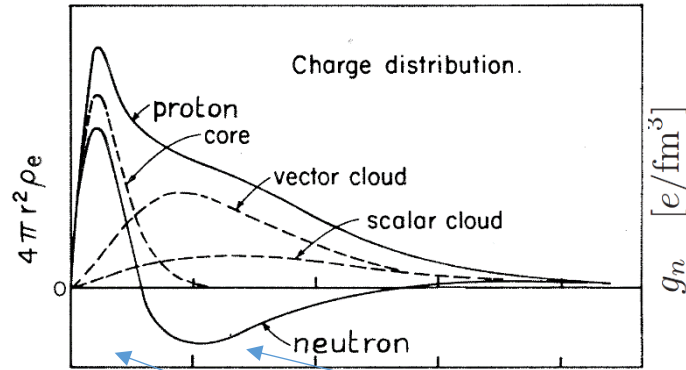 Charge distribution.
proton
core
vector cloud
scalar cloud
neutron
4πr²ρe
0
gn [e/fm³]